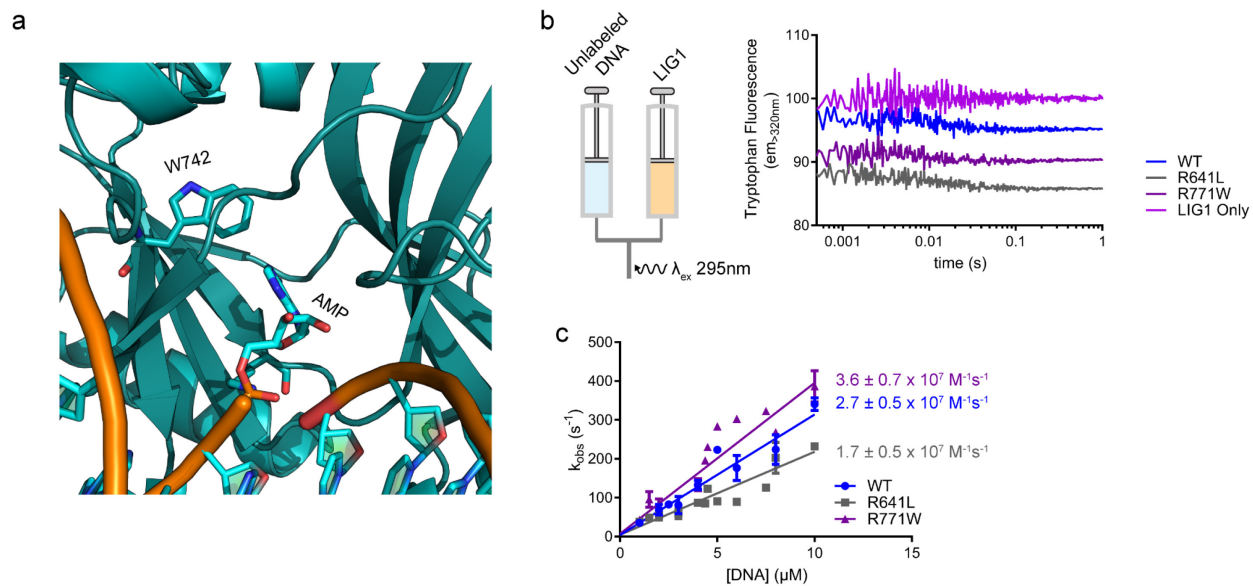 a
W742
AMP
b
Unlabeled
DNA
LIG1
λex 295nm
Tryptophan Fluorescence
(em>320nm)
110
100
90
80
0.001
0.01
0.1
1
time (s)
WT
R641L
R771W
LIG1 Only
c
kobs (s-1)
500
400
300
200
100
0
0
5
10
15
[DNA] (µM)
3.6 ± 0.7 x 10⁷ M⁻¹s⁻¹
2.7 ± 0.5 x 10⁷ M⁻¹s⁻¹
1.7 ± 0.5 x 10⁷ M⁻¹s⁻¹
WT
R641L
R771W